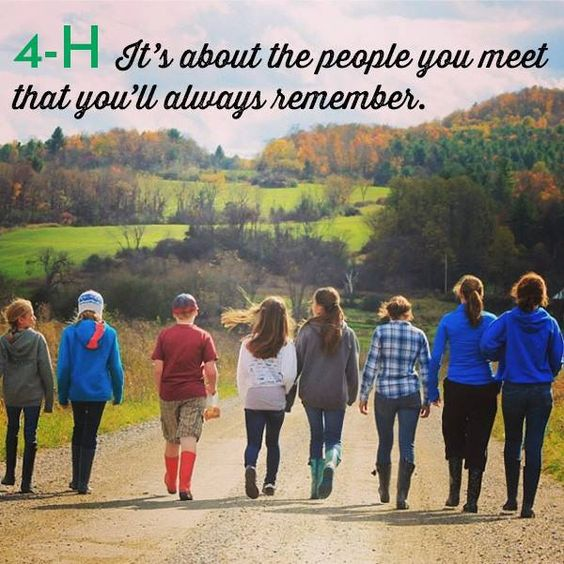 4-H It's about the people you meet
that you'll always remember.